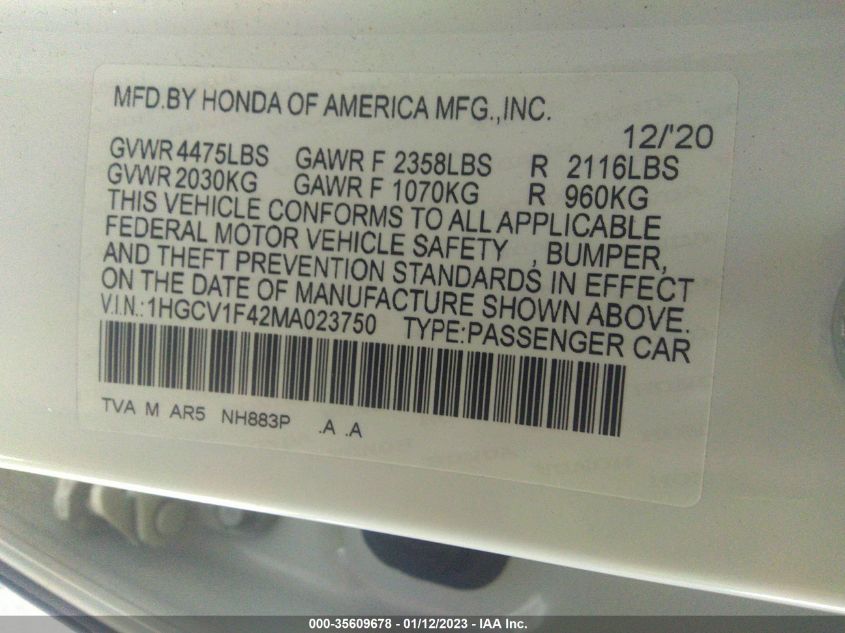 MFD.BY HONDA OF AMERICA MFG.,INC.
12/'20
GVWR 4475LBS GAWR F 2358LBS R 2116LBS
GVWR 2030KG GAWR F 1070KG R 960KG
THIS VEHICLE CONFORMS TO ALL APPLICABLE
FEDERAL MOTOR VEHICLE SAFETY , BUMPER,
AND THEFT PREVENTION STANDARDS IN EFFECT
ON THE DATE OF MANUFACTURE SHOWN ABOVE.
V.I.N.:1HGCV1F42MA023750 TYPE:PASSENGER CAR
TVA M AR5 NH883P .A .A
000-35609678 - 01/12/2023 - IAA Inc.